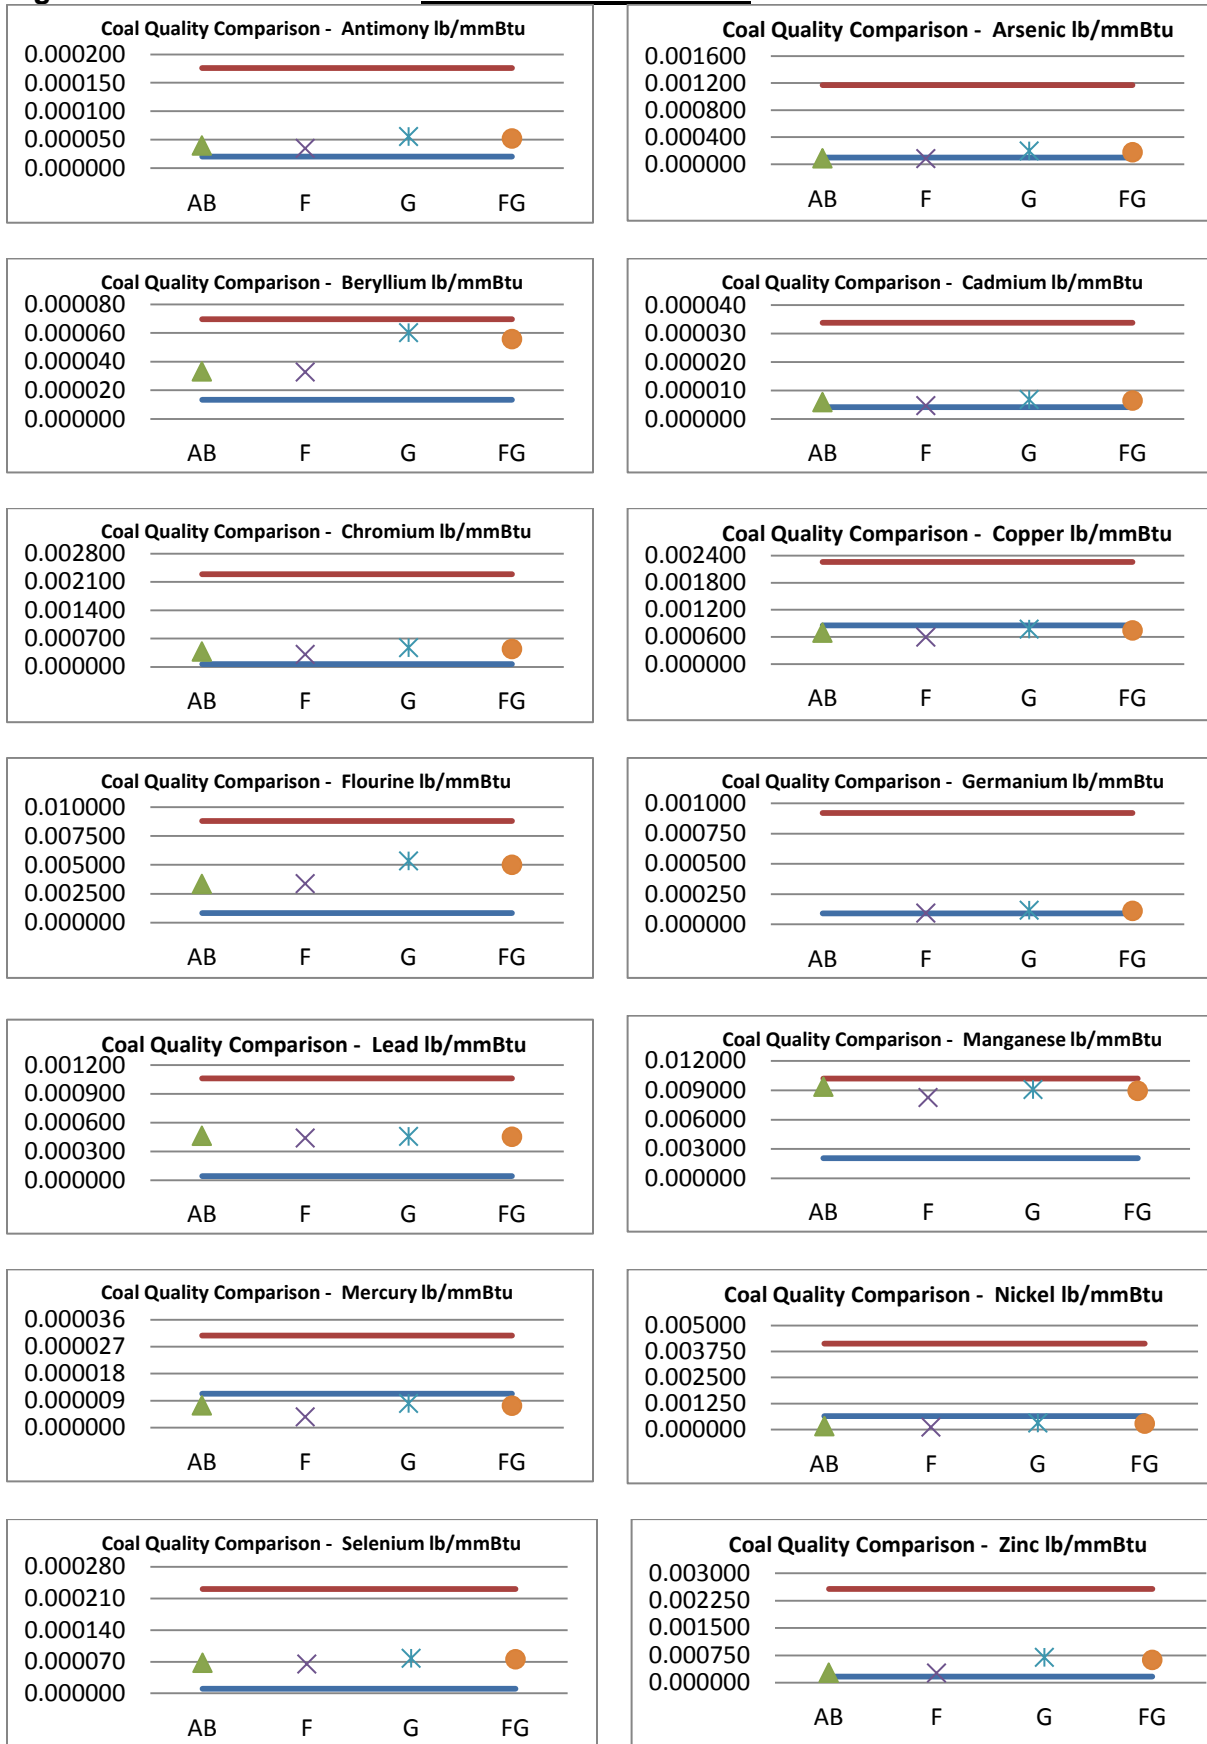 Coal Quality Comparison - Antimony lb/mmBtu
0.000200
0.000150
0.000100
0.000050
0.000000
AB F G FG
Coal Quality Comparison - Arsenic lb/mmBtu
0.001600
0.001200
0.000800
0.000400
0.000000
AB F G FG
Coal Quality Comparison - Beryllium lb/mmBtu
0.000080
0.000060
0.000040
0.000020
0.000000
AB F G FG
Coal Quality Comparison - Cadmium lb/mmBtu
0.000040
0.000030
0.000020
0.000010
0.000000
AB F G FG
Coal Quality Comparison - Chromium lb/mmBtu
0.002800
0.002100
0.001400
0.000700
0.000000
AB F G FG
Coal Quality Comparison - Copper lb/mmBtu
0.002400
0.001800
0.001200
0.000600
0.000000
AB F G FG
Coal Quality Comparison - Flourine lb/mmBtu
0.010000
0.007500
0.005000
0.002500
0.000000
AB F G FG
Coal Quality Comparison - Germanium lb/mmBtu
0.001000
0.000750
0.000500
0.000250
0.000000
AB F G FG
Coal Quality Comparison - Lead lb/mmBtu
0.001200
0.000900
0.000600
0.000300
0.000000
AB F G FG
Coal Quality Comparison - Manganese lb/mmBtu
0.012000
0.009000
0.006000
0.003000
0.000000
AB F G FG
Coal Quality Comparison - Mercury lb/mmBtu
0.000036
0.000027
0.000018
0.000009
0.000000
AB F G FG
Coal Quality Comparison - Nickel lb/mmBtu
0.005000
0.003750
0.002500
0.001250
0.000000
AB F G FG
Coal Quality Comparison - Selenium lb/mmBtu
0.000280
0.000210
0.000140
0.000070
0.000000
AB F G FG
Coal Quality Comparison - Zinc lb/mmBtu
0.003000
0.002250
0.001500
0.000750
0.000000
AB F G FG